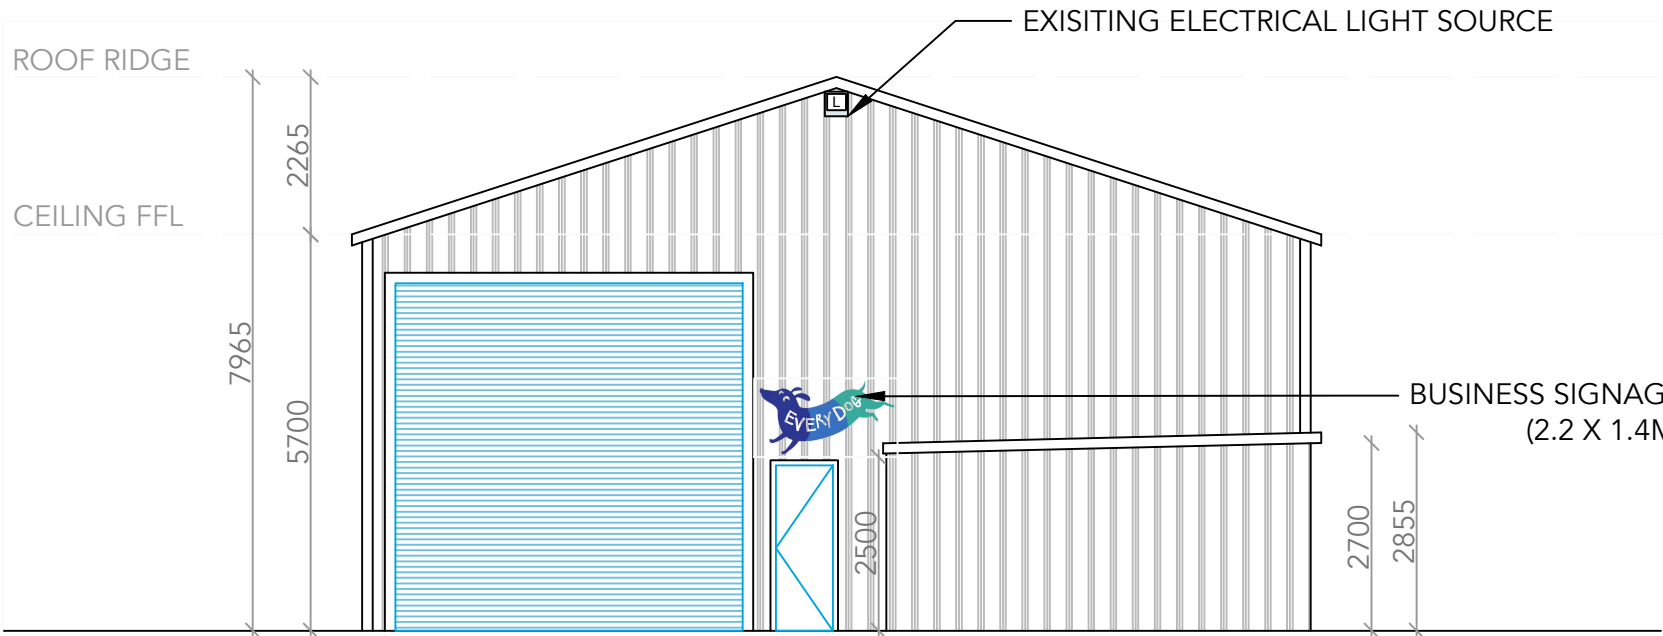 EXISITING ELECTRICAL LIGHT SOURCE
ROOF RIDGE
L
2265
CEILING FFL
7965
5700
EVERY DOG
BUSINESS SIGNAG
(2.2 X 1.4M
2500
2700
2855